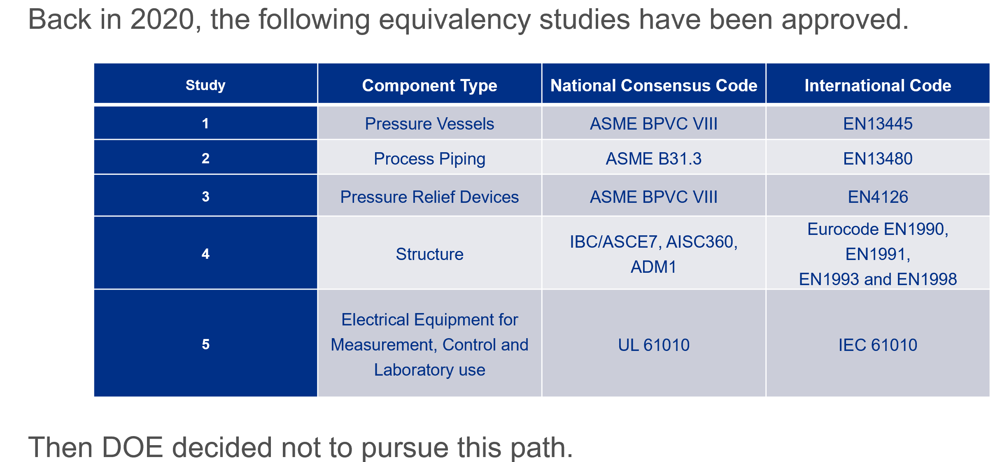 Back in 2020, the following equivalency studies have been approved.
Study Component Type National Consensus Code International Code
1 Pressure Vessels ASME BPVC VIII EN13445
2 Process Piping ASME B31.3 EN13480
3 Pressure Relief Devices ASME BPVC VIII EN4126
4 Structure
IBC/ASCE7, AISC360,
ADM1
Eurocode EN1990,
EN1991,
EN1993 and EN1998
5
Electrical Equipment for
Measurement, Control and
Laboratory use
UL 61010 IEC 61010
Then DOE decided not to pursue this path.